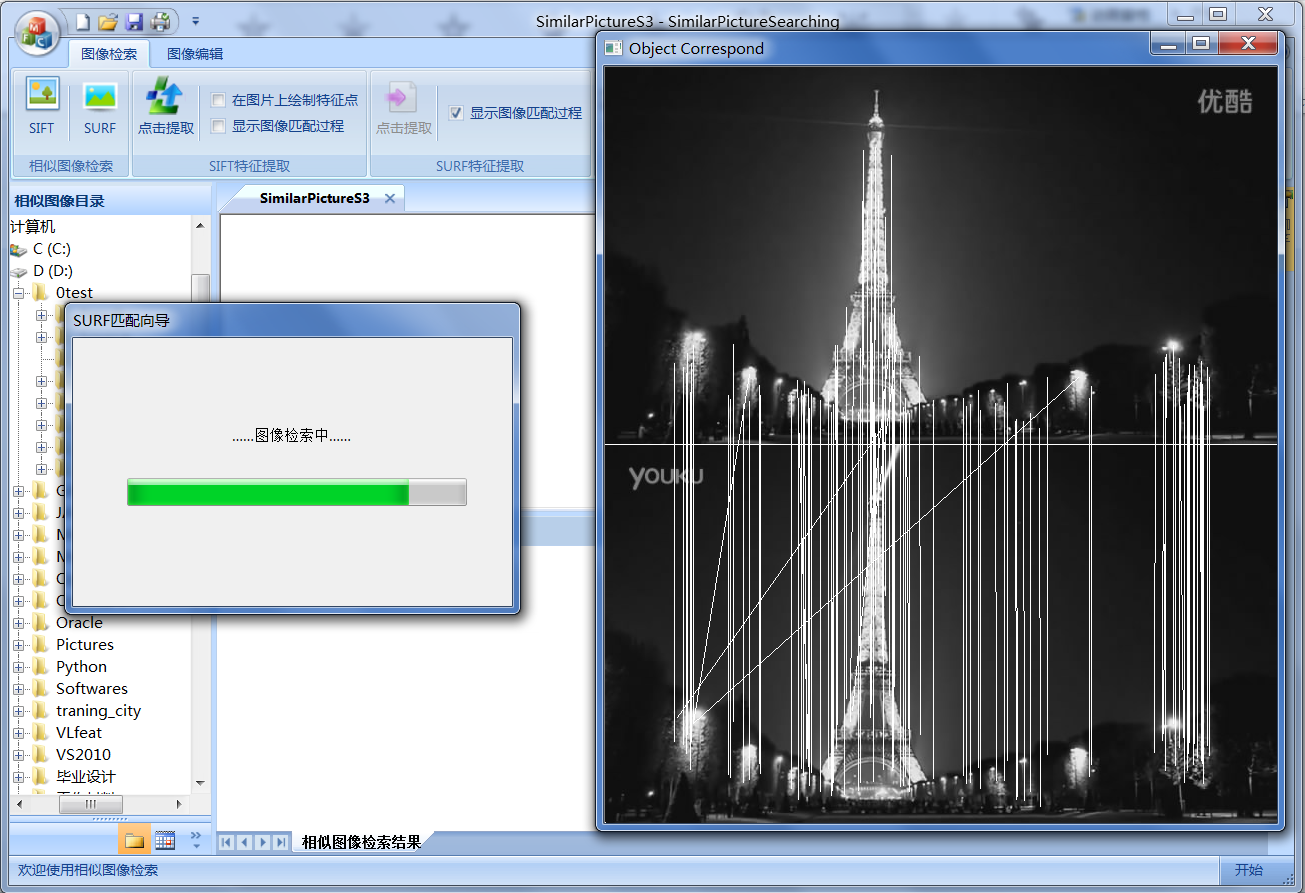 SimilarPictureS3 - SimilarPictureSearching
图像检索
图像编辑
SIFT
SURF
相似图像检索
点击提取
在图片上绘制特征点
显示图像匹配过程
SIFT特征提取
点击提取
显示图像匹配过程
SURF特征提取
相似图像目录
计算机
C (C:)
D (D:)
0test
Oracle
Pictures
Python
Softwares
traning_city
VLfeat
VS2010
毕业设计
SimilarPictureS3
SURF匹配向导
......图像检索中......
Object Correspond
优酷
YOUKU
相似图像检索结果
欢迎使用相似图像检索
开始